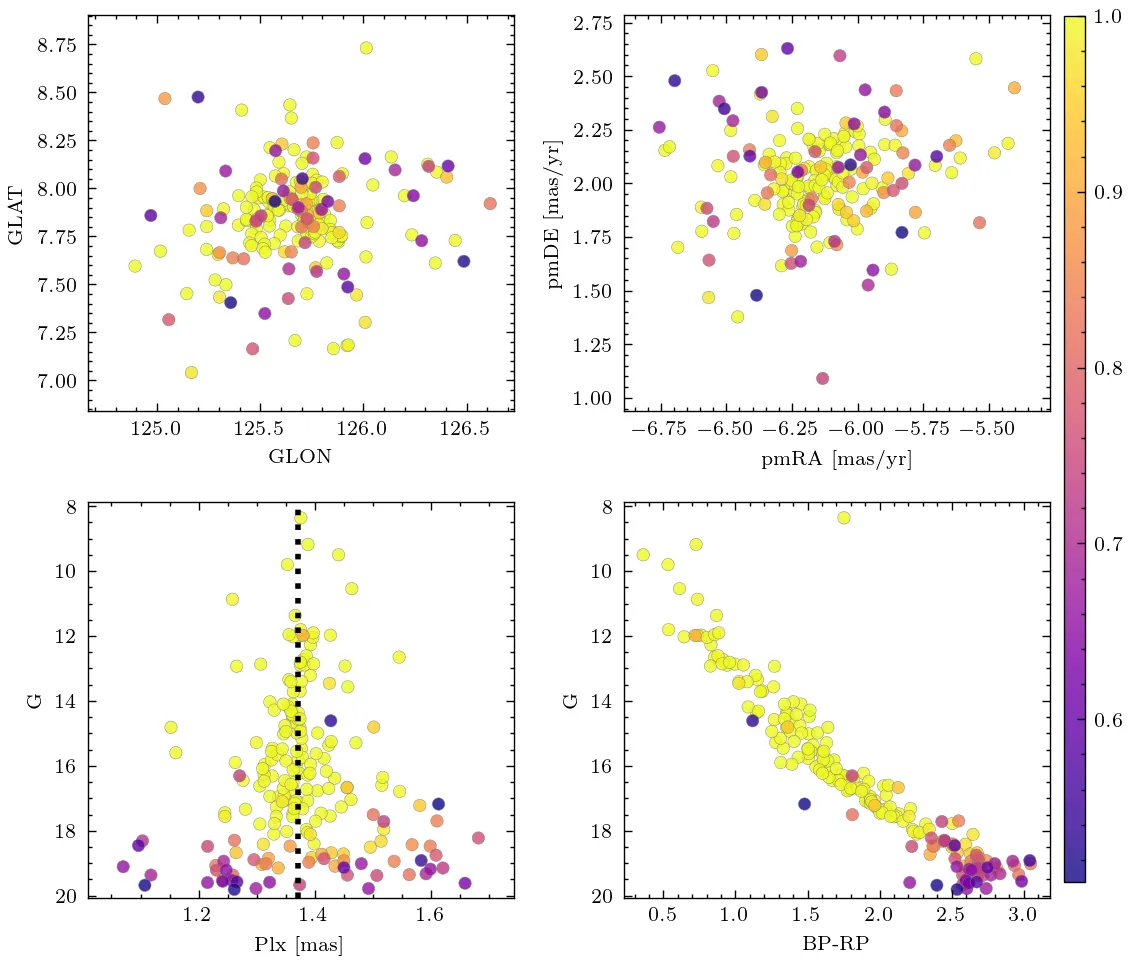 8.75
8.50
8.25
8.00
7.75
7.50
7.25
7.00
GLAT
125.0 125.5 126.0 126.5
GLON
2.75
2.50
2.25
2.00
1.75
1.50
1.25
1.00
pmDE [mas/yr]
−6.75 −6.50 −6.25 −6.00 −5.75 −5.50
pmRA [mas/yr]
1.0
0.9
0.8
0.7
0.6
8
10
12
14
16
18
20
G
1.2 1.4 1.6
Plx [mas]
8
10
12
14
16
18
20
G
0.5 1.0 1.5 2.0 2.5 3.0
BP-RP